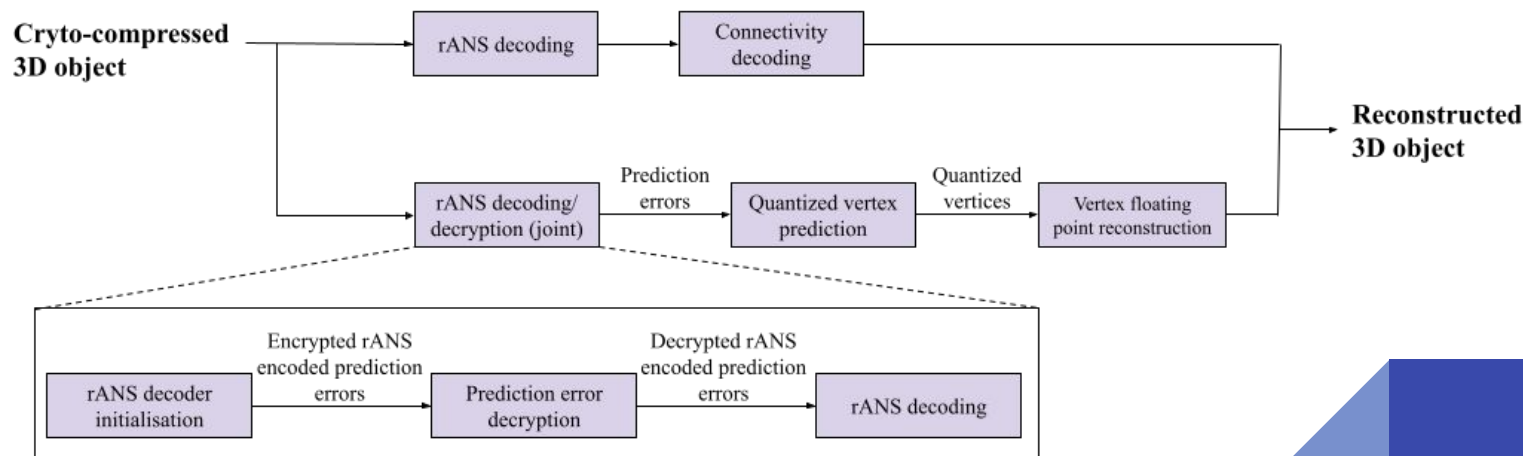 Cryto-compressed
3D object
rANS decoding
Connectivity
decoding
Reconstructed
3D object
rANS decoding/
decryption (joint)
Prediction
errors
Quantized vertex
prediction
Quantized
vertices
Vertex floating
point reconstruction
rANS decoder
initialisation
Encrypted rANS
encoded prediction
errors
Prediction error
decryption
Decrypted rANS
encoded prediction
errors
rANS decoding